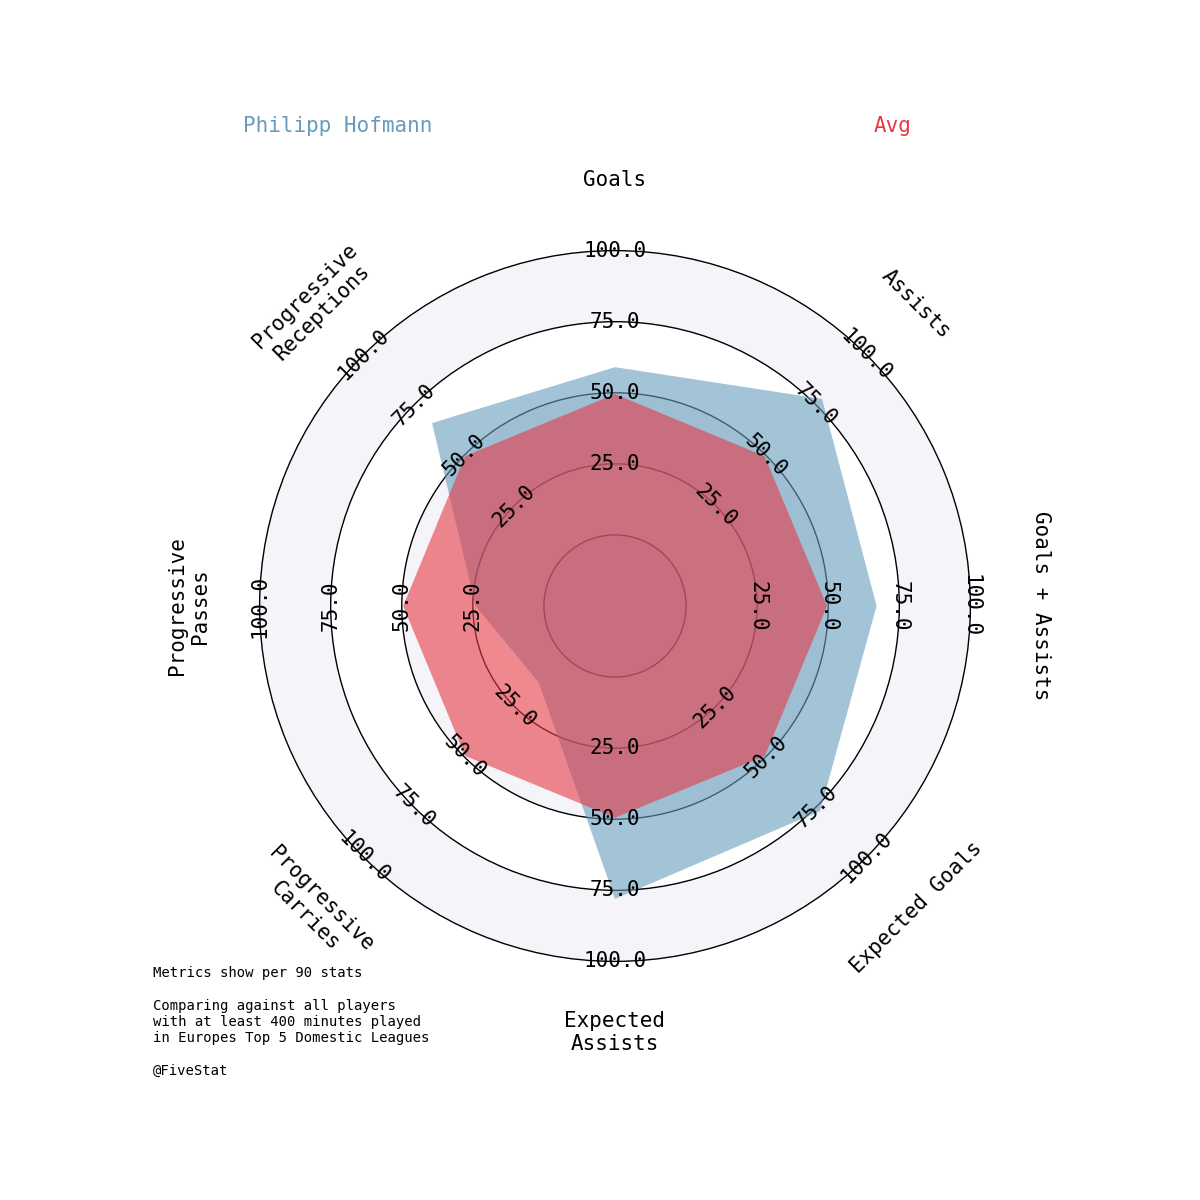 Philipp Hofmann
Avg
Goals
Progressive
Receptions
Assists
100.0
75.0
50.0
25.0
100.0
75.0
50.0
25.0
100.0
75.0
50.0
25.0
Goals + Assists
25.0
50.0
75.0
100.0
Progressive
Passes
100.0
75.0
50.0
25.0
25.0
50.0
75.0
100.0
25.0
50.0
75.0
100.0
25.0
50.0
75.0
100.0
Progressive
Carries
Expected Goals
Expected
Assists
Metrics show per 90 stats
Comparing against all players
with at least 400 minutes played
in Europes Top 5 Domestic Leagues
@FiveStat